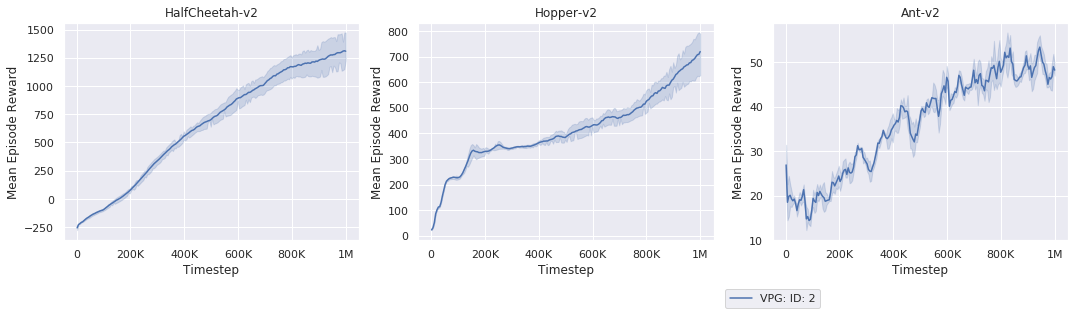 HalfCheetah-v2
Mean Episode Reward
1500
1250
1000
750
500
250
0
−250
0 200K 400K 600K 800K 1M
Timestep
Hopper-v2
Mean Episode Reward
800
700
600
500
400
300
200
100
0
0 200K 400K 600K 800K 1M
Timestep
Ant-v2
Mean Episode Reward
50
40
30
20
10
0 200K 400K 600K 800K 1M
Timestep
VPG: ID: 2